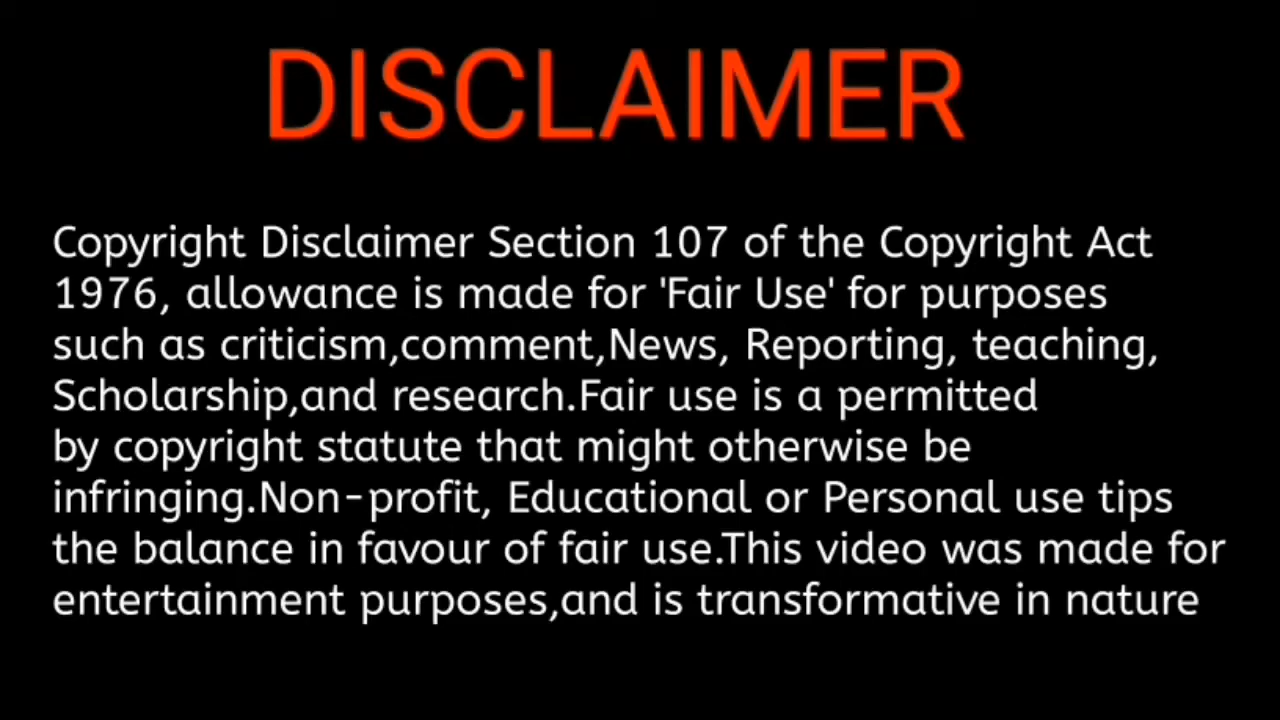 DISCLAIMER
Copyright Disclaimer Section 107 of the Copyright Act
1976, allowance is made for 'Fair Use' for purposes
such as criticism,comment,News, Reporting, teaching,
Scholarship,and research.Fair use is a permitted
by copyright statute that might otherwise be
infringing.Non-profit, Educational or Personal use tips
the balance in favour of fair use.This video was made for
entertainment purposes,and is transformative in nature